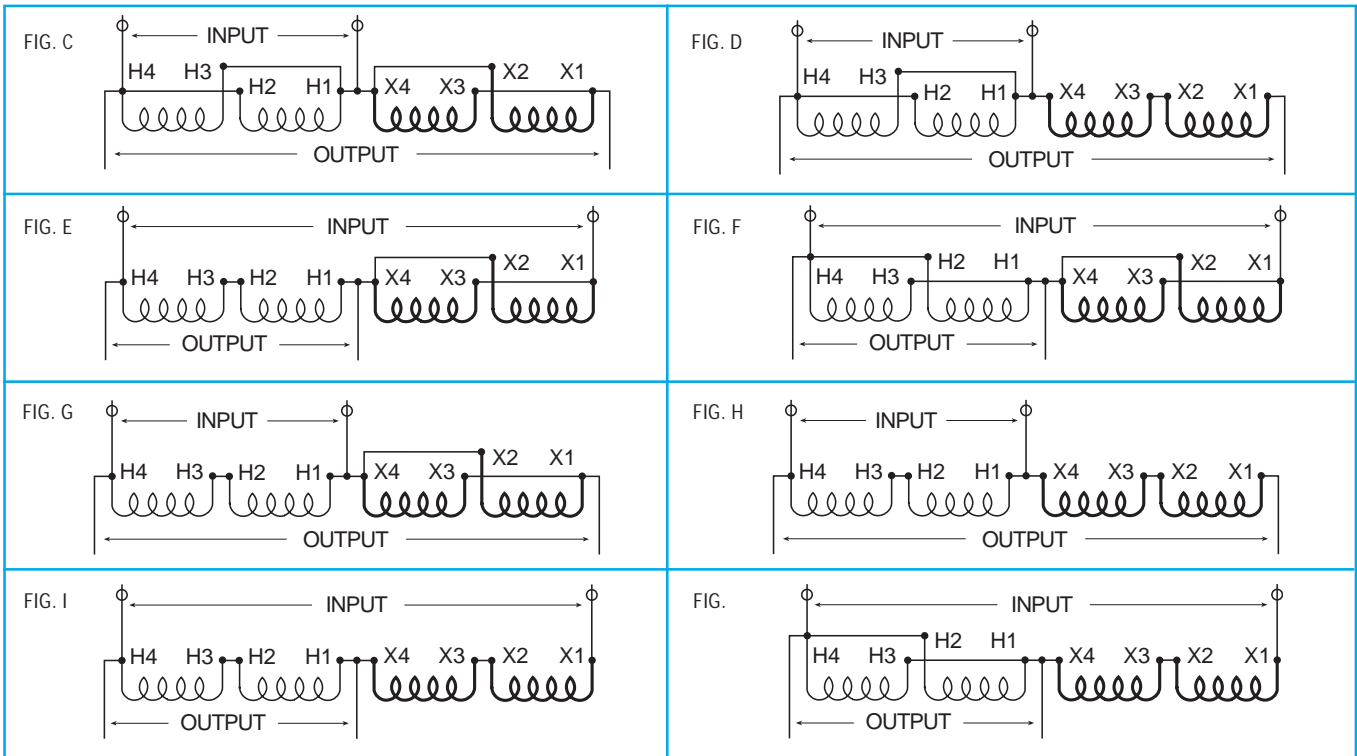 FIG. C
INPUT
H4 H3 H2 H1 X4 X3 X2 X1
OUTPUT
FIG. D
INPUT
H4 H3 H2 H1 X4 X3 X2 X1
OUTPUT
FIG. E
INPUT
H4 H3 H2 H1 X4 X3 X2 X1
OUTPUT
FIG. F
INPUT
H4 H3 H2 H1 X4 X3 X2 X1
OUTPUT
FIG. G
INPUT
H4 H3 H2 H1 X4 X3 X2 X1
OUTPUT
FIG. H
INPUT
H4 H3 H2 H1 X4 X3 X2 X1
OUTPUT
FIG. I
INPUT
H4 H3 H2 H1 X4 X3 X2 X1
OUTPUT
FIG.
INPUT
H4 H3 H2 H1 X4 X3 X2 X1
OUTPUT